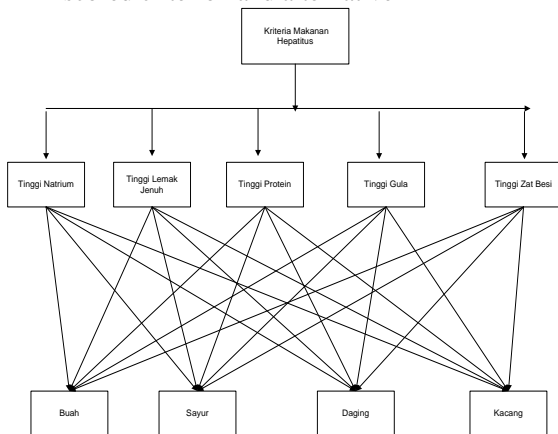 Kriteria Makanan
Hepatitus
Tinggi Natrium
Tinggi Lemak
Jenuh
Tinggi Protein
Tinggi Gula
Tinggi Zat Besi
Buah
Sayur
Daging
Kacang